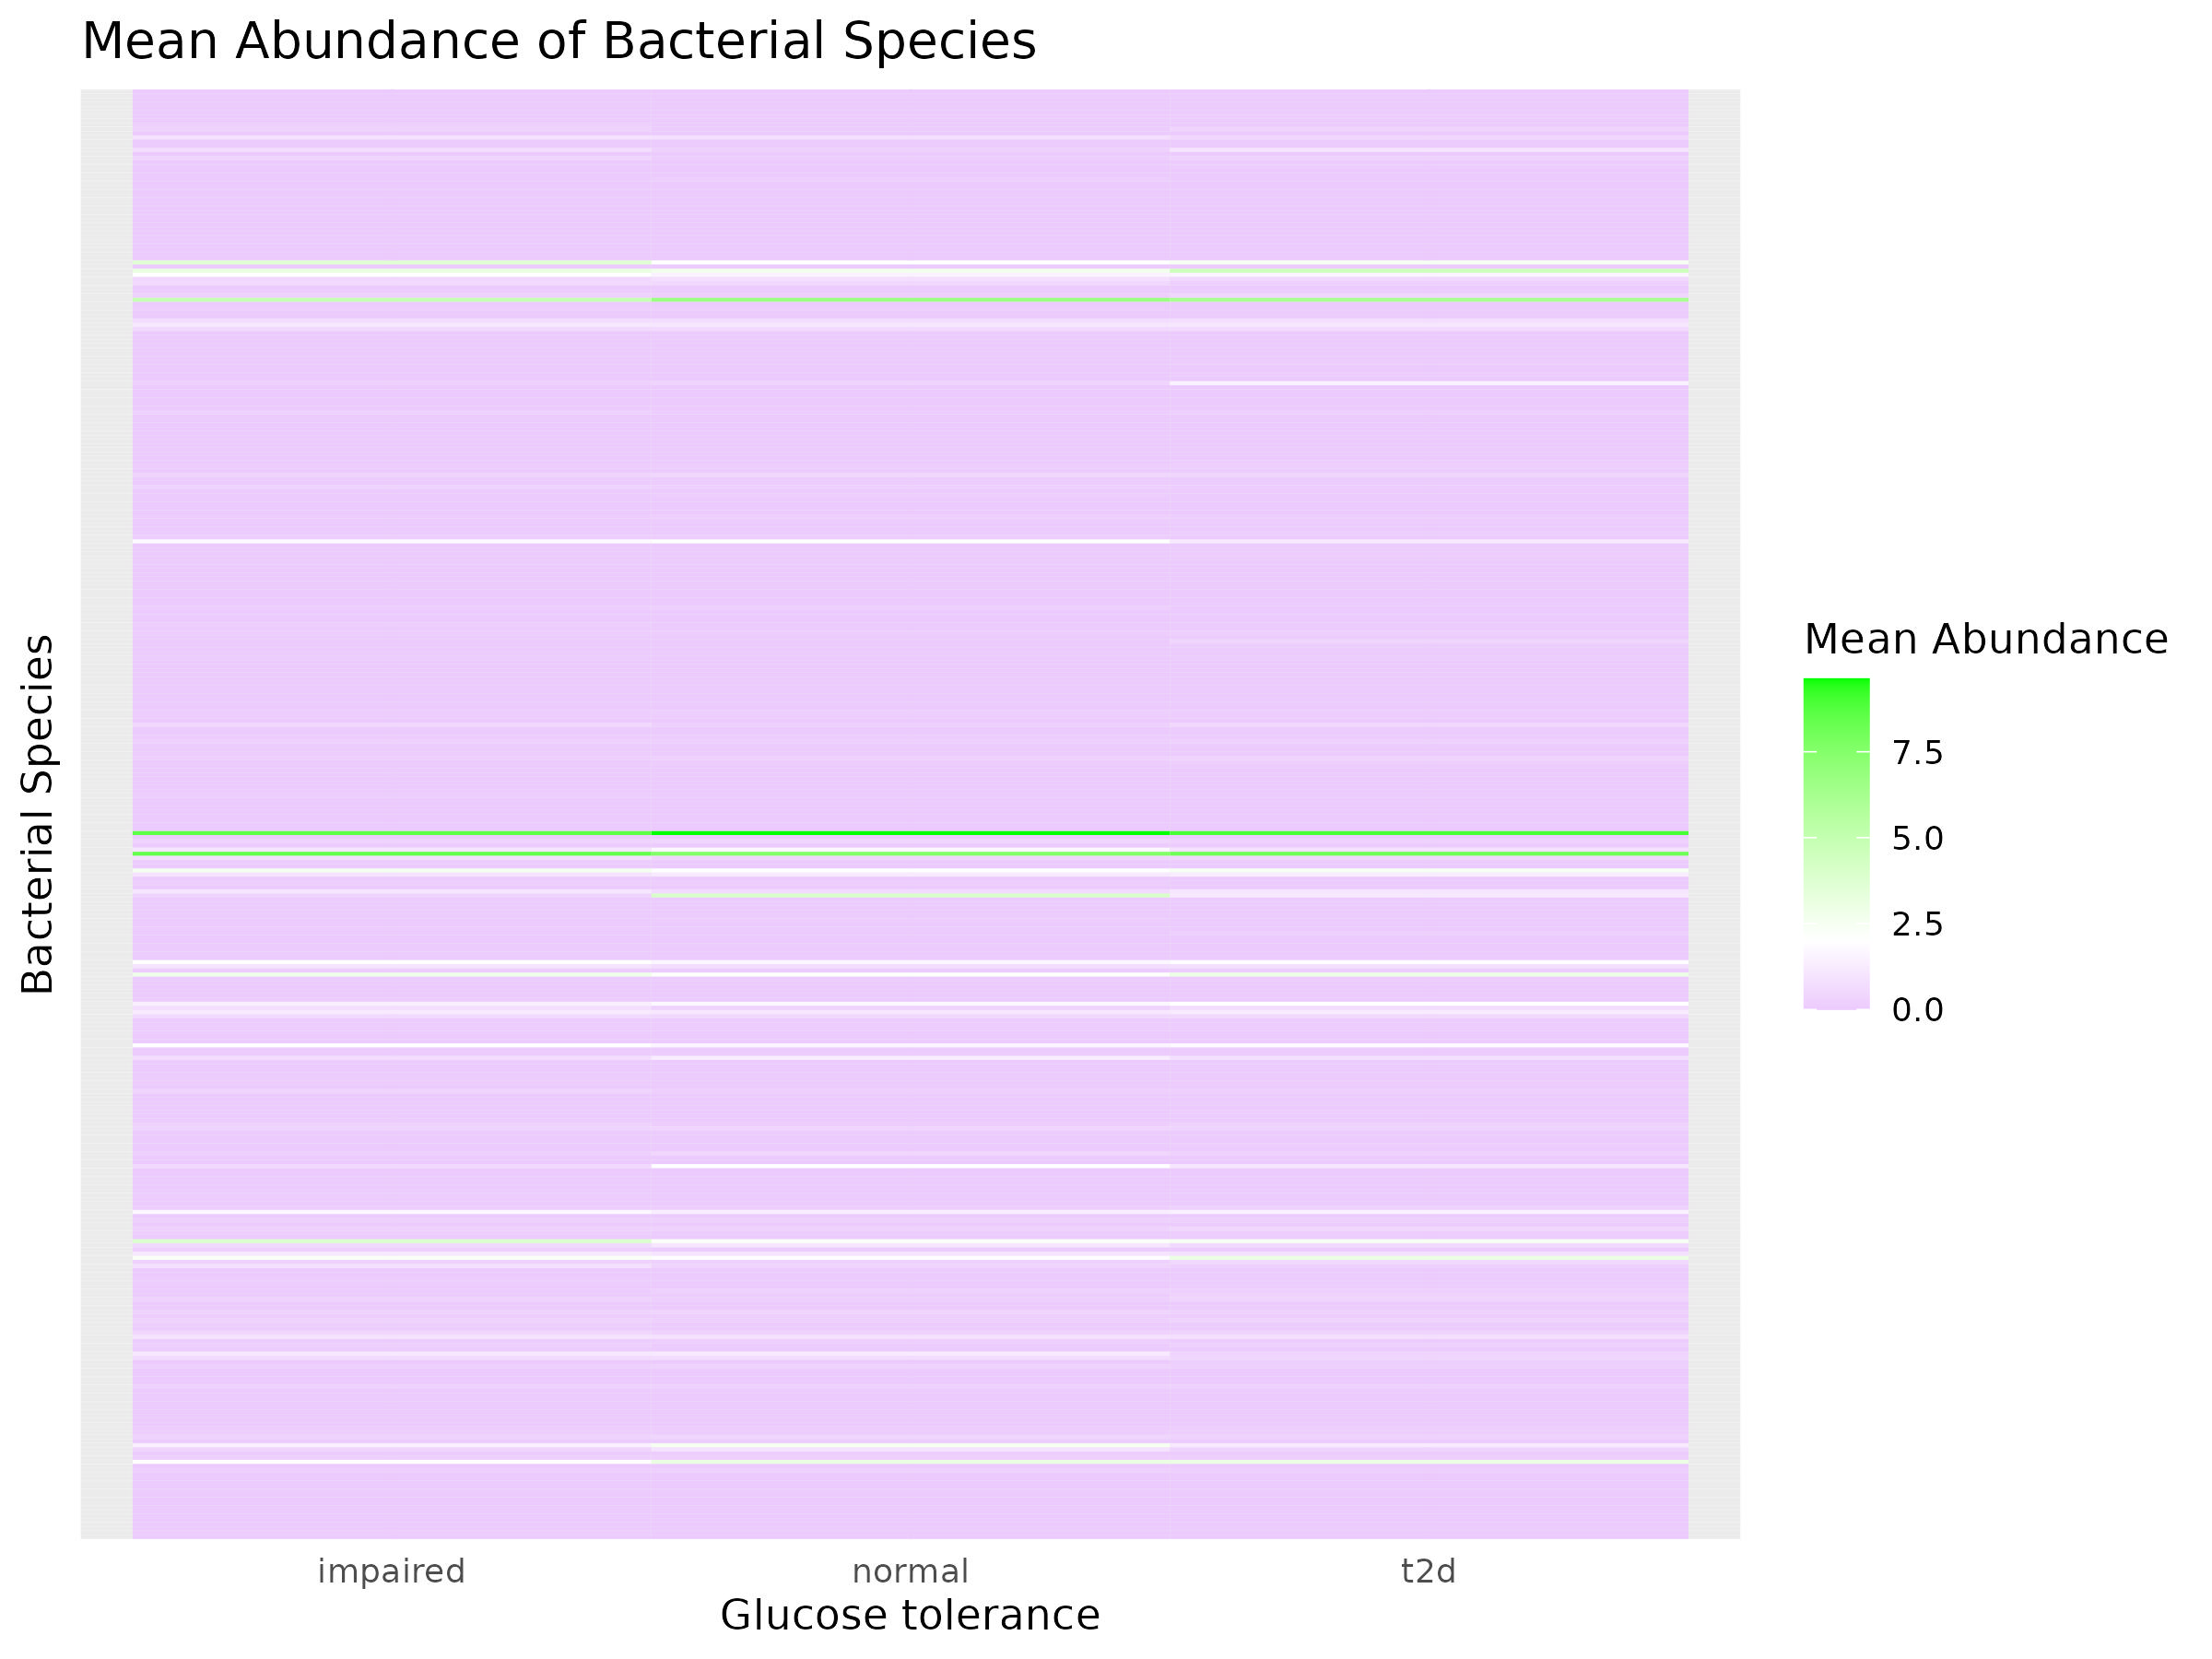 Mean Abundance of Bacterial Species
Bacterial Species
impaired
normal
t2d
Glucose tolerance
Mean Abundance
7.5
5.0
2.5
0.0